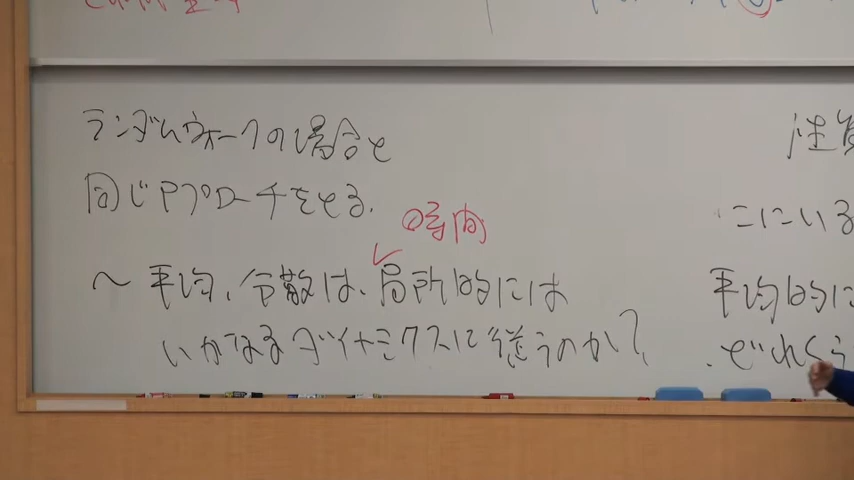 ランダムウォークの場合と
同じアプローチをとる.
時間
〜 平均、分散は、局所的には
いかなるダイナミクスに従うのか?
性質
ここにいる
平均的に
どれくら